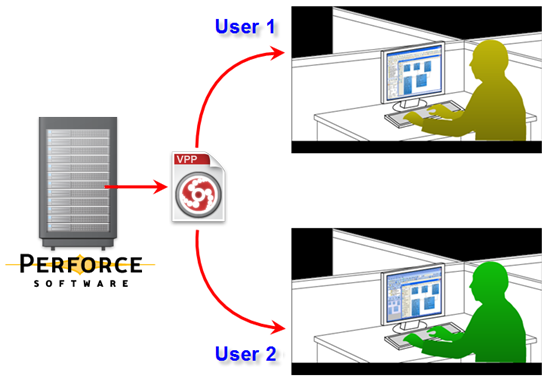 User 1
VPP
PERFORCE
SOFTWARE
User 2